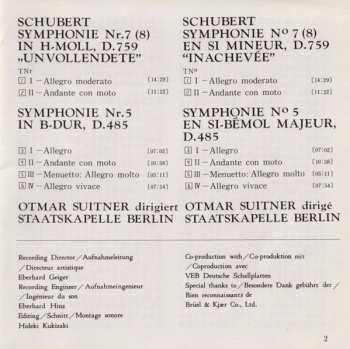 SCHUBERT
SYMPHONIE Nr.7 (8)
IN H-MOLL, D.759
„UNVOLLENDETE"
TNr
1 I－Allegro moderato [14:29]
2 II－Andante con moto [11:22]
SYMPHONIE Nr.5
IN B-DUR, D.485
3 I－Allegro [07:02]
4 II－Andante con moto [10:28]
5 III－Menuetto: Allegro molto [05:11]
6 IV－Allegro vivace [07:54]
OTMAR SUITNER dirigiert
STAATSKAPELLE BERLIN
SCHUBERT
SYMPHONIE Nº 7 (8)
EN SI MINEUR, D.759
"INACHEVÉE"
TNº
1 I－Allegro moderato [14:29]
2 II－Andante con moto [11:22]
SYMPHONIE Nº 5
EN SI-BÉMOL MAJEUR,
D.485
3 I－Allegro [07:02]
4 II－Andante con moto [10:28]
5 III－Menuetto: Allegro molto [05:11]
6 IV－Allegro vivace [07:54]
OTMAR SUITNER dirigé
STAATSKAPELLE BERLIN
Recording Director／Aufnahmeleitung
／Directeur artistique
Eberhard Geiger
Recording Engineer／Aufnahmeingenieur
／Ingénieur du son
Eberhard Hinz
Editing／Schnitt／Montage sonore
Hideki Kukizaki
Co-production with／Co-produktion mit／
Coproduction avec
VEB Deutsche Schallplatten
Special thanks to／Besondere Dank gebührt der／
Bien reconnaissants de
Brüel & Kjær Co., Ltd.
2